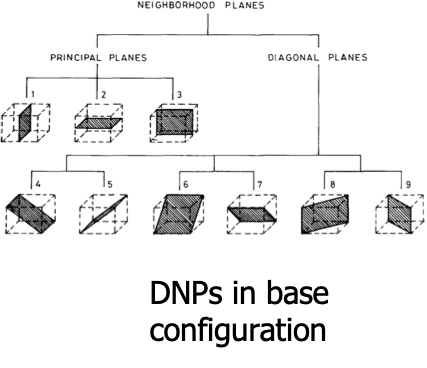 NEIGHBORHOOD PLANES
PRINCIPAL PLANES
DIAGONAL PLANES
1 2 3
4 5 6 7 8 9
DNPs in base
configuration